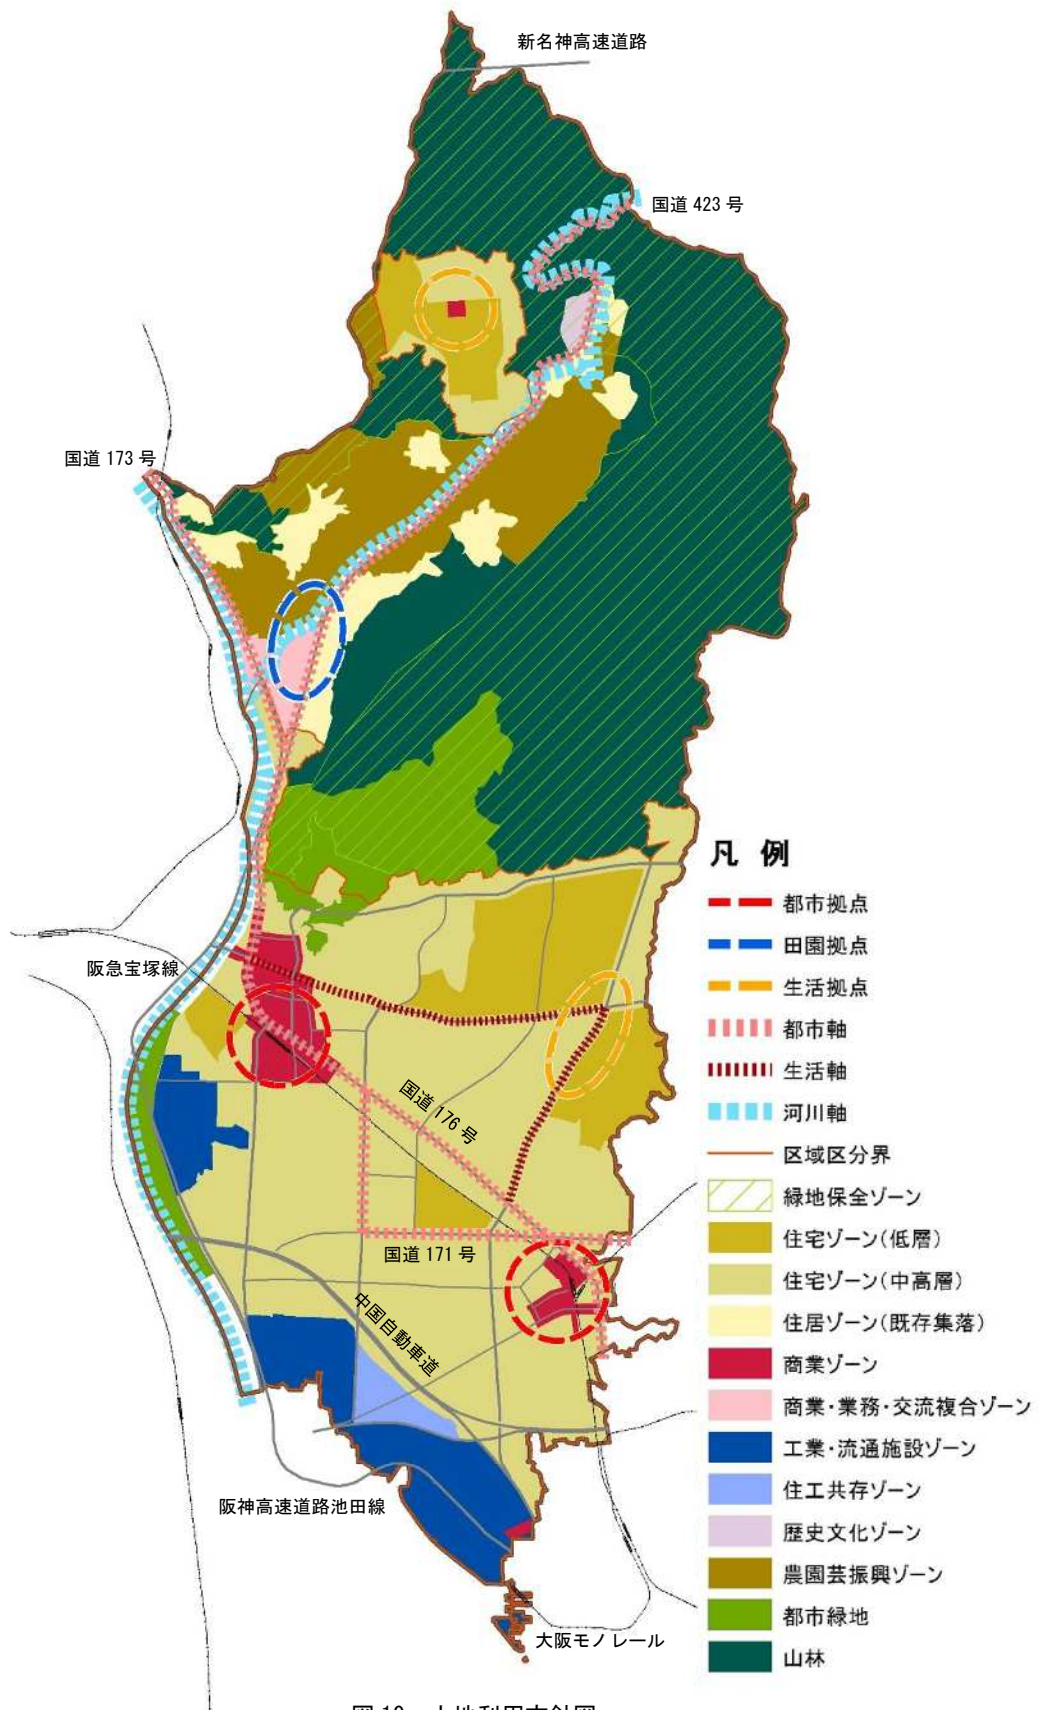 新名神高速道路
国道 423 号
国道 173 号
阪急宝塚線
国道 176 号
国道 171 号
中国自動車道
阪神高速道路池田線
大阪モノレール
凡 例
都市拠点
田園拠点
生活拠点
都市軸
生活軸
河川軸
区域区分界
緑地保全ゾーン
住宅ゾーン(低層)
住宅ゾーン(中高層)
住居ゾーン(既存集落)
商業ゾーン
商業・業務・交流複合ゾーン
工業・流通施設ゾーン
住工共存ゾーン
歴史文化ゾーン
農園芸振興ゾーン
都市緑地
山林